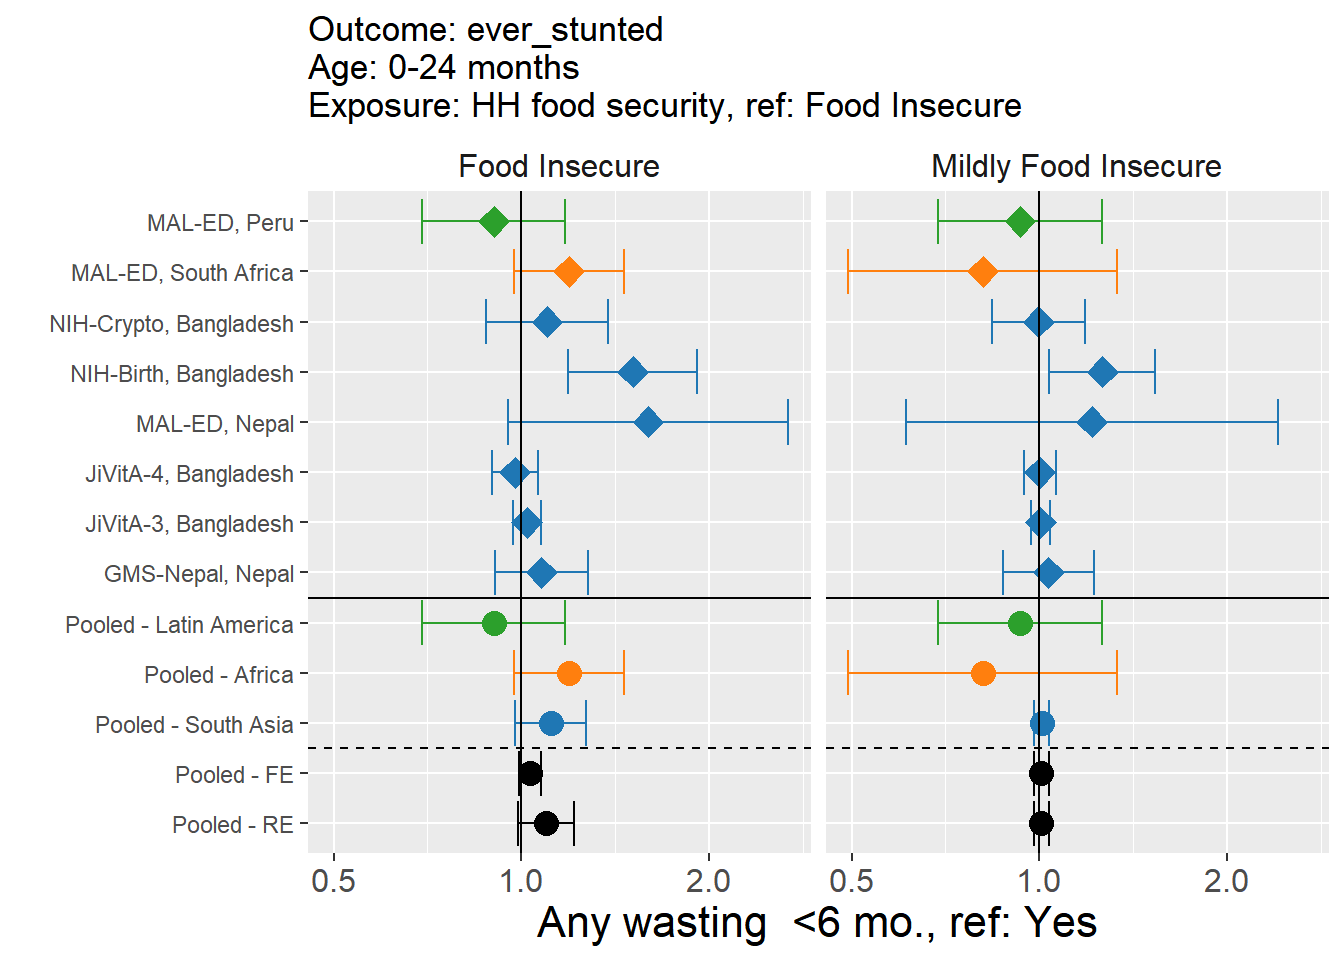 Outcome: ever_stunted
Age: 0-24 months
Exposure: HH food security, ref: Food Insecure
Food Insecure
Mildly Food Insecure
MAL-ED, Peru
MAL-ED, South Africa
NIH-Crypto, Bangladesh
NIH-Birth, Bangladesh
MAL-ED, Nepal
JiVitA-4, Bangladesh
JiVitA-3, Bangladesh
GMS-Nepal, Nepal
Pooled - Latin America
Pooled - Africa
Pooled - South Asia
Pooled - FE
Pooled - RE
0.5 1.0 2.0 0.5 1.0 2.0
Any wasting  <6 mo., ref: Yes